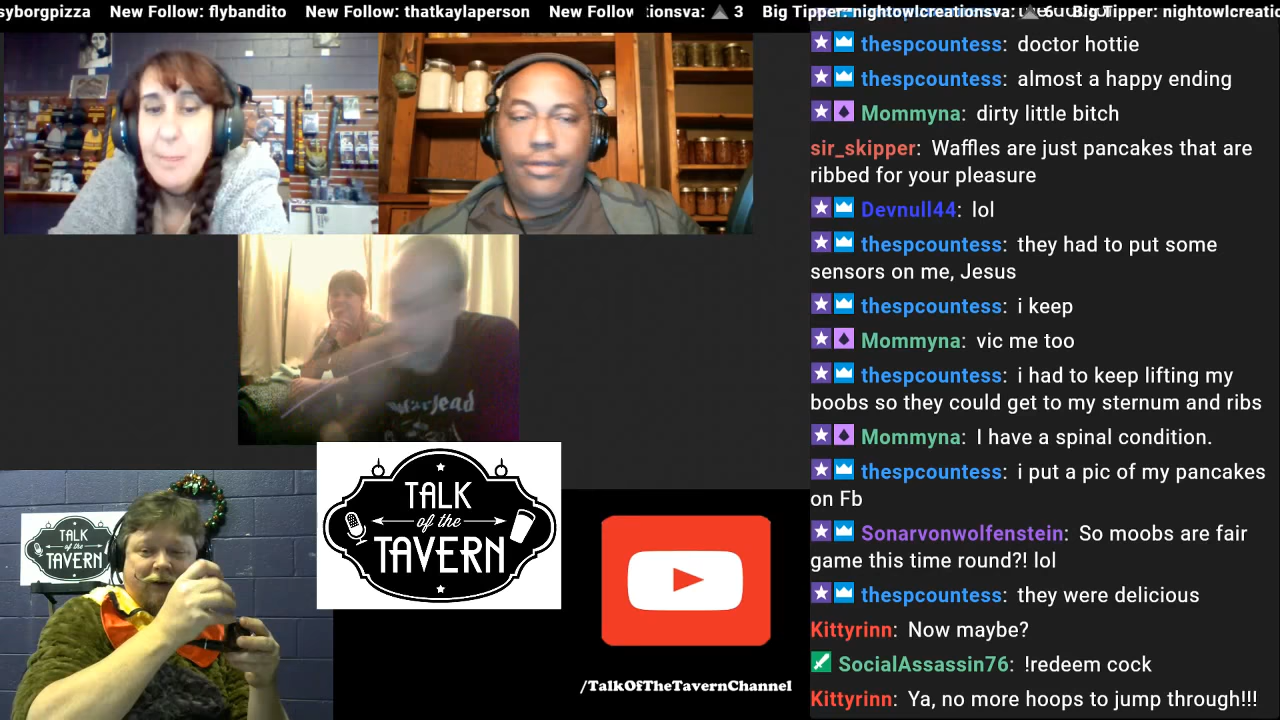 syborgpizza New Follow: flybandito New Follow: thatkaylaperson New Follow :ionsva: 3 Big Tipper: nightowlcreationsva: 6 Big Tipper: nightowlcreatio
thespcountess: doctor hottie
thespcountess: almost a happy ending
Mommyna: dirty little bitch
sir_skipper: Waffles are just pancakes that are
ribbed for your pleasure
Devnull44: lol
thespcountess: they had to put some
sensors on me, Jesus
thespcountess: i keep
Mommyna: vic me too
thespcountess: i had to keep lifting my
boobs so they could get to my sternum and ribs
Mommyna: I have a spinal condition.
thespcountess: i put a pic of my pancakes
on Fb
Sonarvonwolfenstein: So moobs are fair
game this time round?! lol
thespcountess: they were delicious
Kittyrinn: Now maybe?
SocialAssassin76: !redeem cock
Kittyrinn: Ya, no more hoops to jump through!!!
TALK
of the
TAVERN
TALK
of the
TAVERN
/TalkOfTheTavernChannel